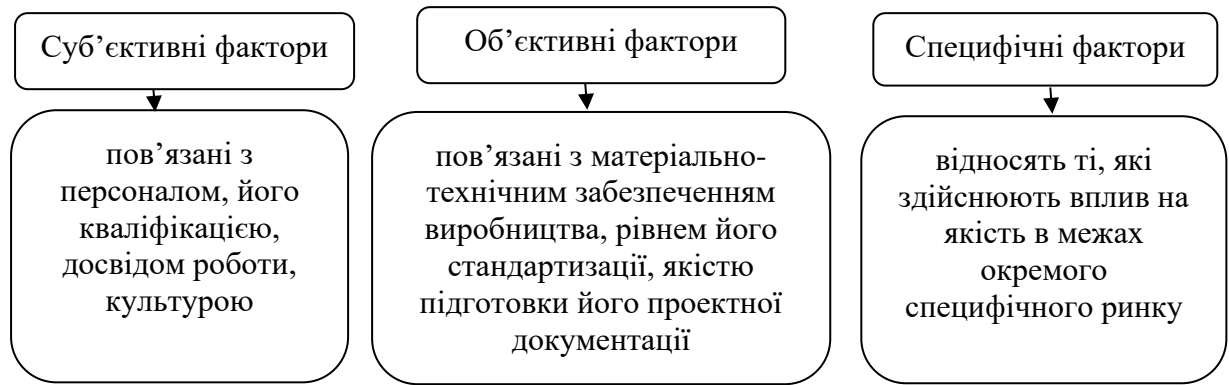 Суб’єктивні фактори
Об’єктивні фактори
Специфічні фактори
пов’язані з
персоналом, його
кваліфікацією,
досвідом роботи,
культурою
пов’язані з матеріально-
технічним забезпеченням
виробництва, рівнем його
стандартизації, якістю
підготовки його проектної
документації
відносять ті, які
здійснюють вплив на
якість в межах
окремого
специфічного ринку